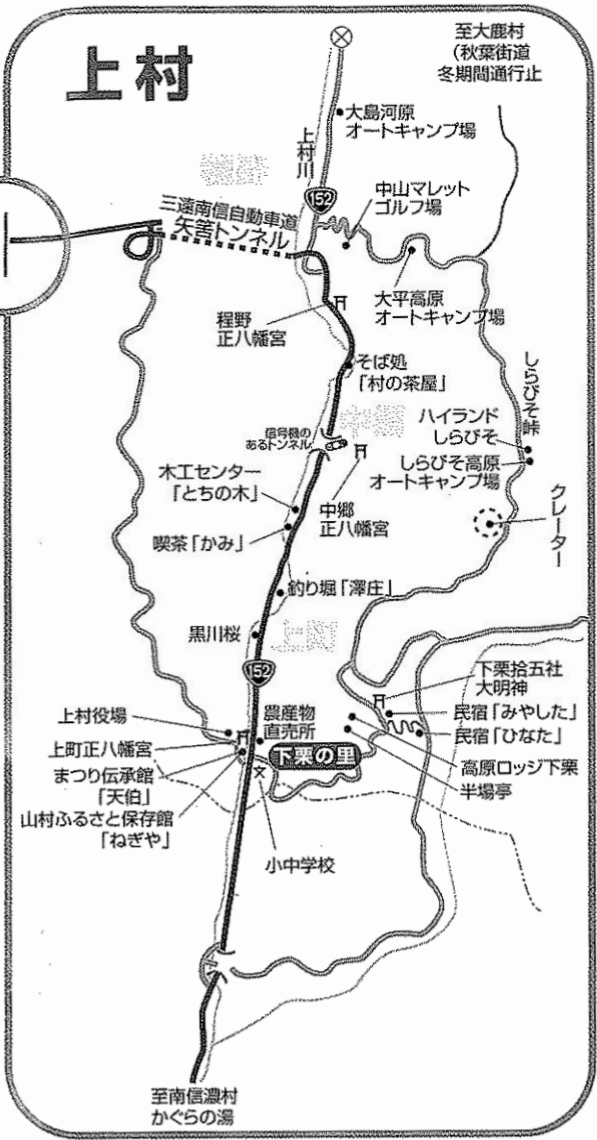 上村
至大鹿村
(秋葉街道
冬期間通行止
大島河原
オートキャンプ場
上村川
152
中山マレット
ゴルフ場
三遠南信自動車道
矢筈トンネル
大平高原
オートキャンプ場
程野
正八幡宮
そば処
「村の茶屋」
しらびそ峠
中郷
ハイランド
しらびそ
信号機の
あるトンネル
しらびそ高原
オートキャンプ場
木工センター
「とちの木」
中郷
正八幡宮
クレーター
喫茶「かみ」
釣り堀「澤庄」
黒川桜
上町
152
下栗拾五社
大明神
上村役場
農産物
直売所
民宿「みやした」
民宿「ひなた」
上町正八幡宮
下栗の里
高原ロッジ下栗
まつり伝承館
「天伯」
半場亭
山村ふるさと保存館
「ねぎや」
文
小中学校
至南信濃村
かぐらの湯